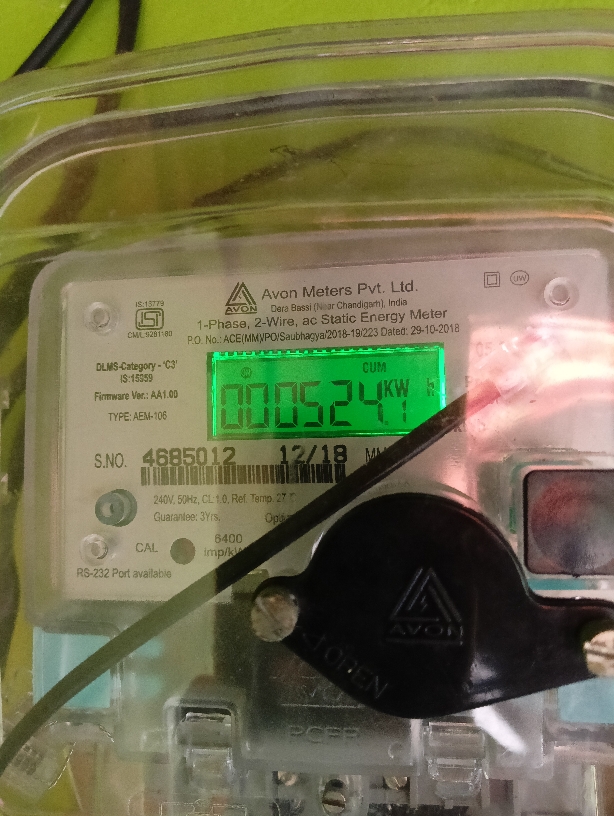 AVON
Avon Meters Pvt. Ltd.
Dera Bassi (Near Chandigarh), India
IS:13779
ISI
CM/L:9281180
UW
1-Phase, 2-Wire, ac Static Energy Meter
P.O. No.: ACE(MM)/PO/Saubhagya/2018-19/223 Dated: 29-10-2018
DLMS-Category - 'C3'
IS:15959
Firmware Ver.: AA1.00
TYPE: AEM-106
CUM
000524.1 KW h
S.NO. 4685012 12/18
240V, 50Hz, CL 1.0, Ref. Temp. 27
Guarantee: 3Yrs.
CAL
6400
RS-232 Port available
AVON
OPEN